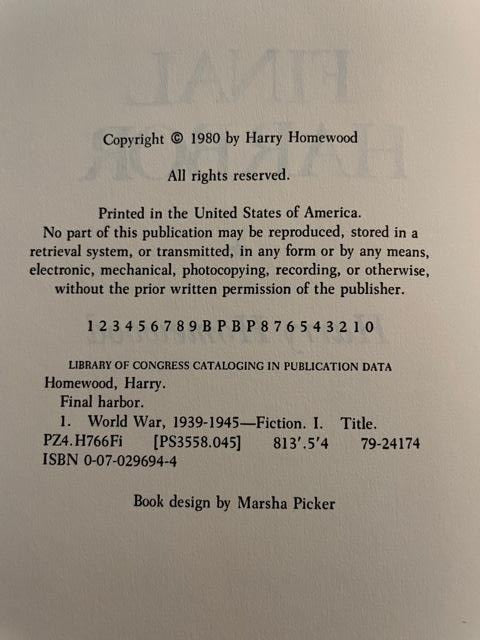 Copyright © 1980 by Harry Homewood
All rights reserved.
Printed in the United States of America.
No part of this publication may be reproduced, stored in a
retrieval system, or transmitted, in any form or by any means,
electronic, mechanical, photocopying, recording, or otherwise,
without the prior written permission of the publisher.
1 2 3 4 5 6 7 8 9 B P B P 8 7 6 5 4 3 2 1 0
LIBRARY OF CONGRESS CATALOGING IN PUBLICATION DATA
Homewood, Harry.
Final harbor.
1. World War, 1939-1945—Fiction. I. Title.
PZ4.H766Fi [PS3558.045] 813'.5'4 79-24174
ISBN 0-07-029694-4
Book design by Marsha Picker